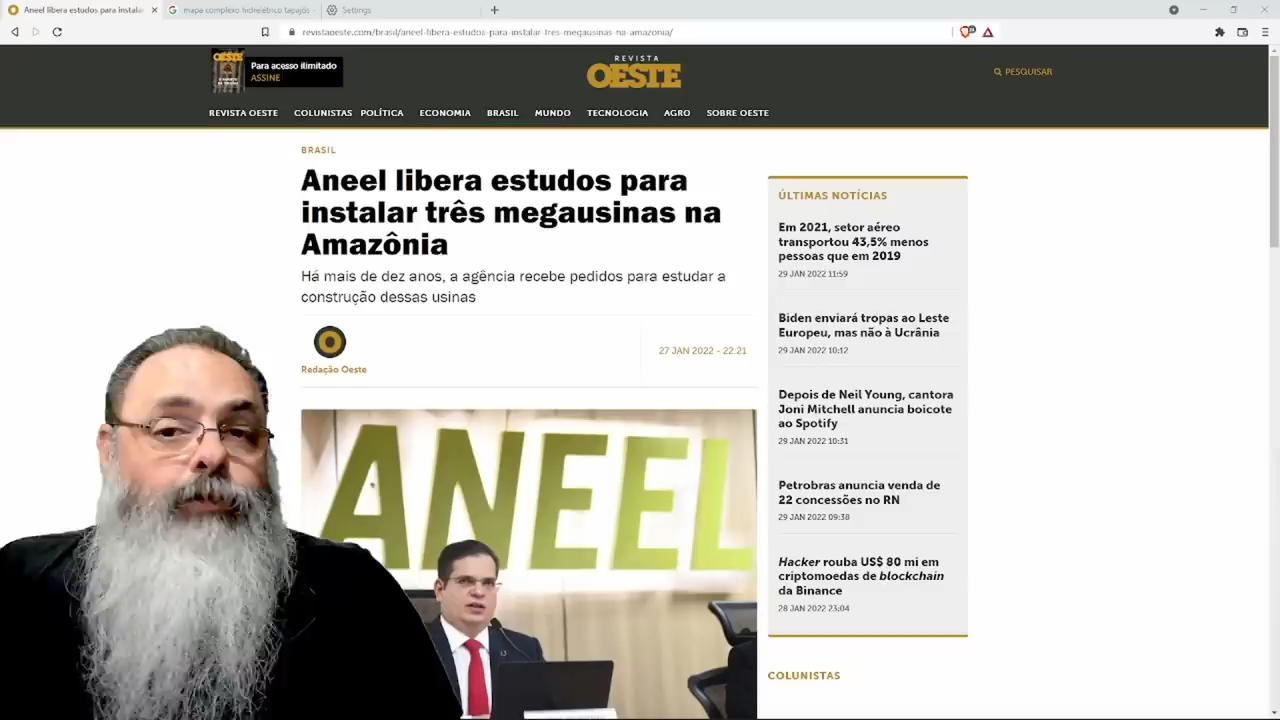 Aneel libera estudos para instalar
mapa complexo hidrelétrico tapajós
Settings
revistaoeste.com/brasil/aneel-libera-estudos-para-instalar-tres-megausinas-na-amazonia/
OESTE
Para acesso ilimitado
ASSINE
REVISTA
OESTE
PESQUISAR
REVISTA OESTE COLUNISTAS POLÍTICA ECONOMIA BRASIL MUNDO TECNOLOGIA AGRO SOBRE OESTE
BRASIL
Aneel libera estudos para
instalar três megausinas na
Amazônia
Há mais de dez anos, a agência recebe pedidos para estudar a
construção dessas usinas
Redação Oeste
27 JAN 2022 - 22:21
ANEEL
ÚLTIMAS NOTÍCIAS
Em 2021, setor aéreo
transportou 43,5% menos
pessoas que em 2019
29 JAN 2022 11:59
Biden enviará tropas ao Leste
Europeu, mas não à Ucrânia
29 JAN 2022 10:12
Depois de Neil Young, cantora
Joni Mitchell anuncia boicote
ao Spotify
29 JAN 2022 10:31
Petrobras anuncia venda de
22 concessões no RN
29 JAN 2022 09:38
Hacker rouba US$ 80 mi em
criptomoedas de blockchain
da Binance
28 JAN 2022 23:04
COLUNISTAS